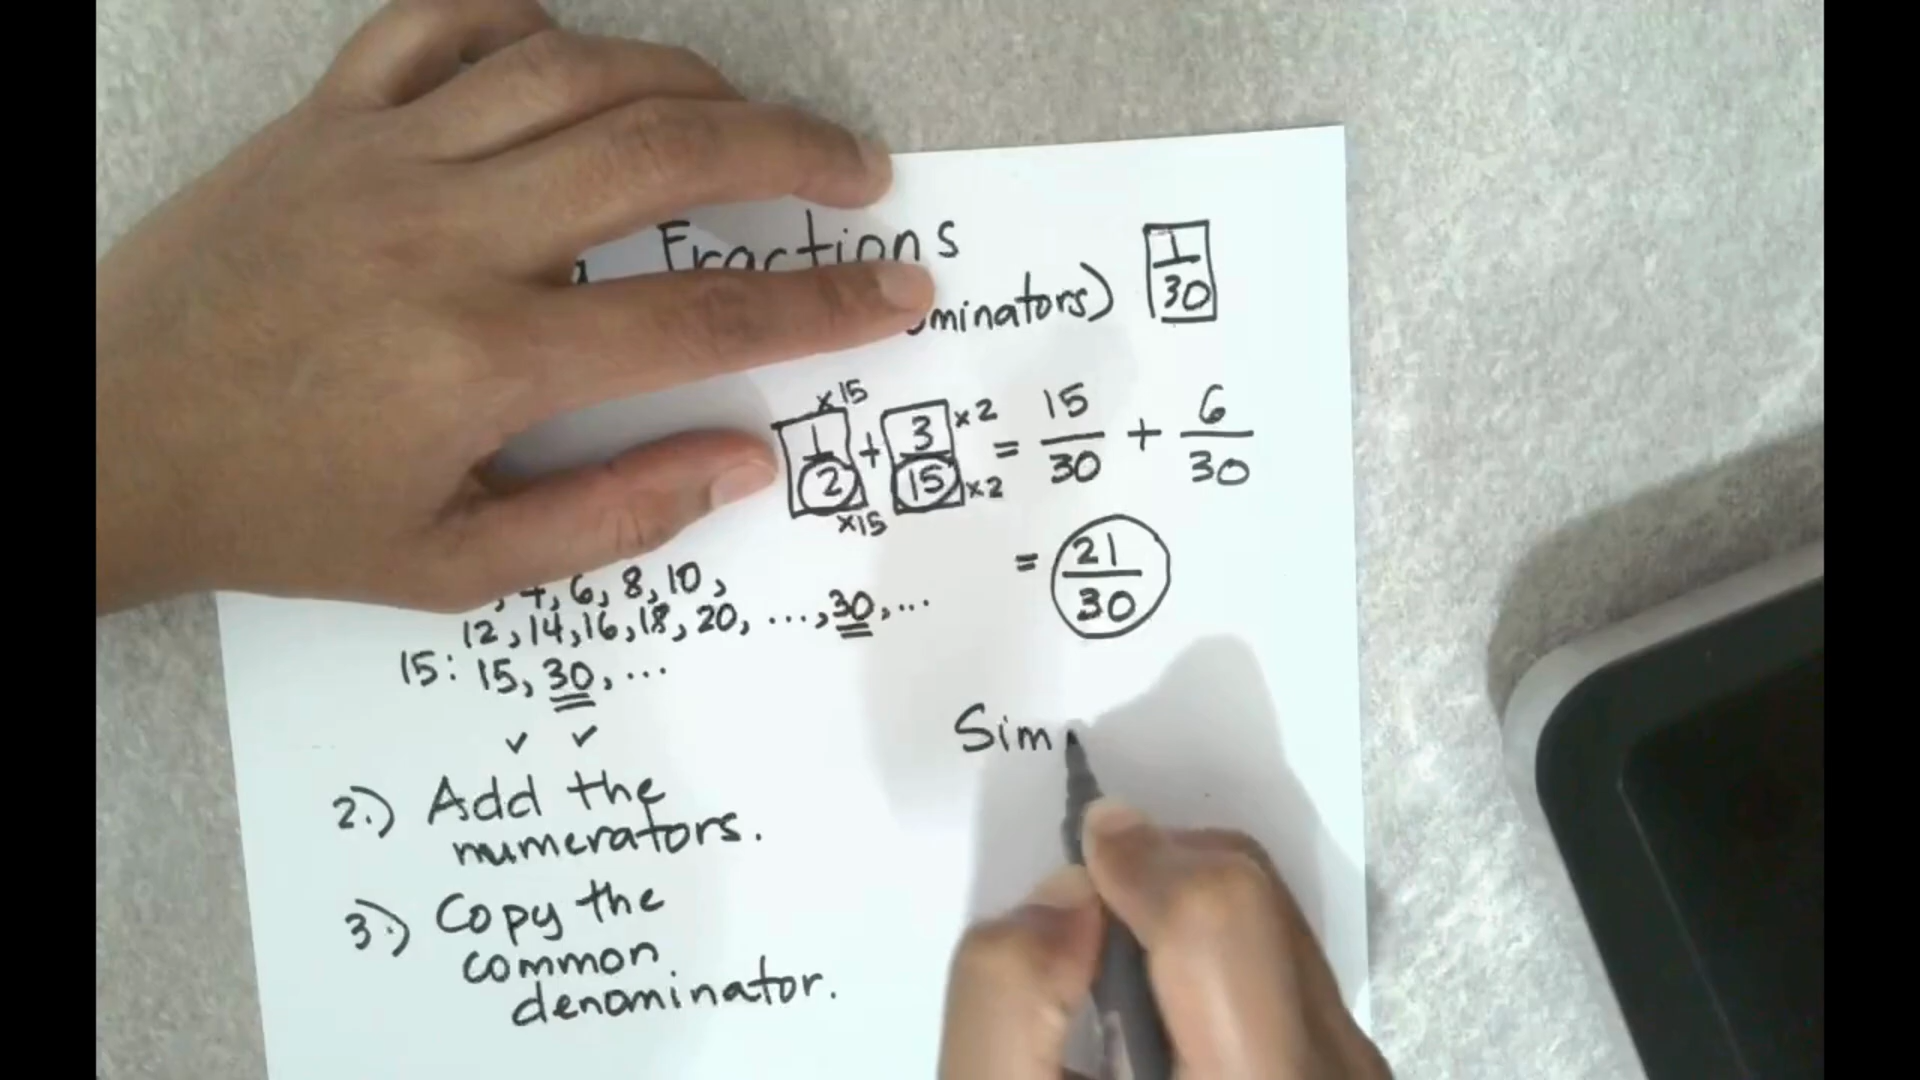 Fractions
ominators)
1
30
x15
1
2
x15
+
3
15
x2
x2
=
15
30
+
6
30
=
21
30
, 4, 6, 8, 10,
12, 14, 16, 18, 20, ..., 30, ...
15: 15, 30, ...
2.) Add the
numerators.
3.) Copy the
common
denominator.
Sim